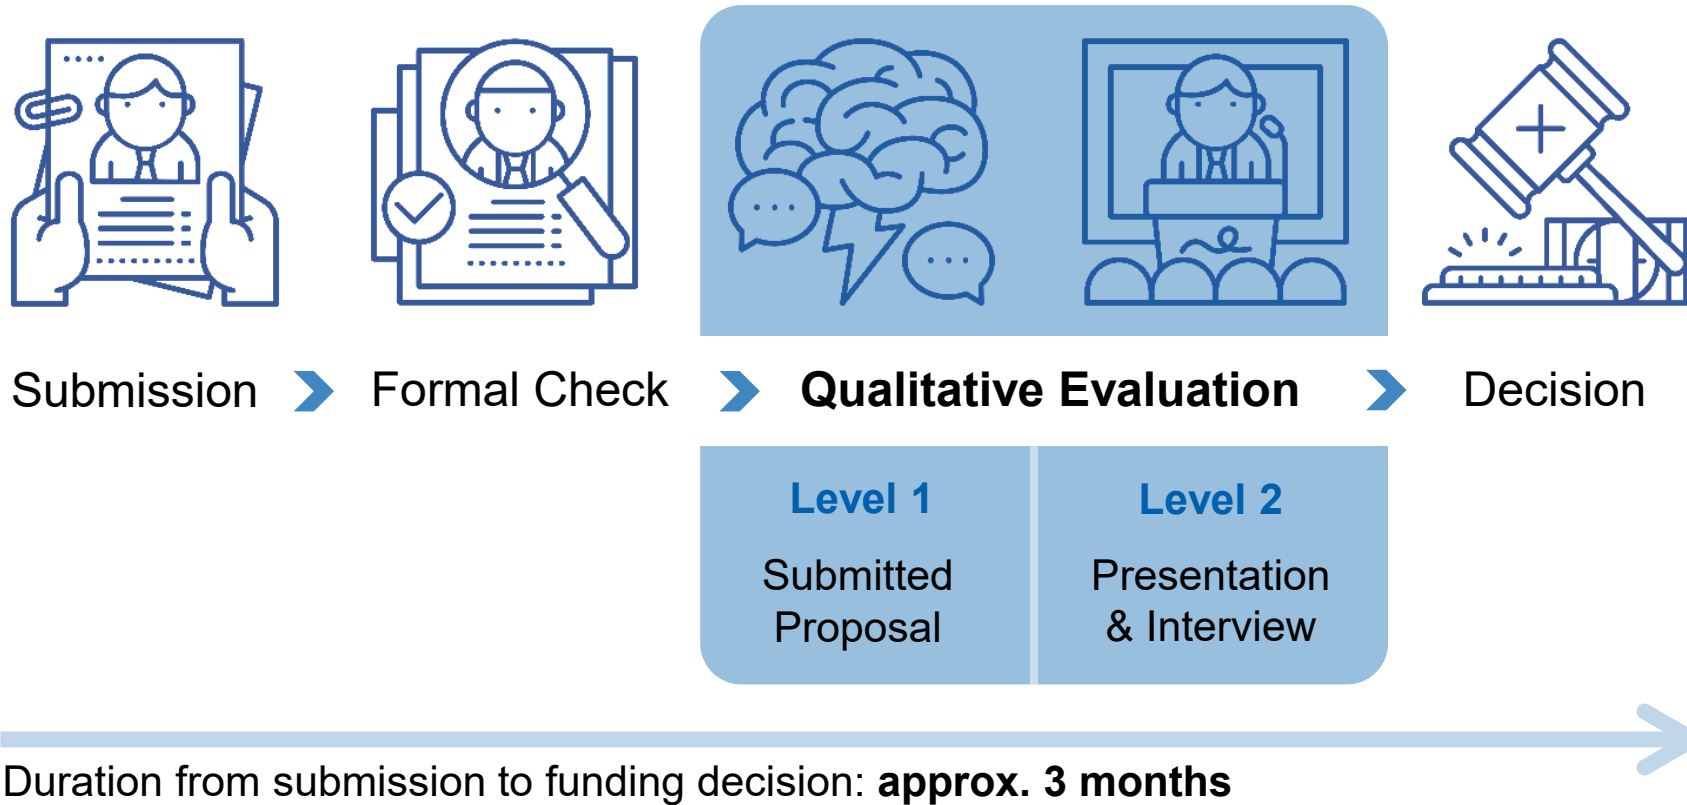 Submission
Formal Check
Qualitative Evaluation
Decision
Level 1
Submitted
Proposal
Level 2
Presentation
& Interview
Duration from submission to funding decision: approx. 3 months